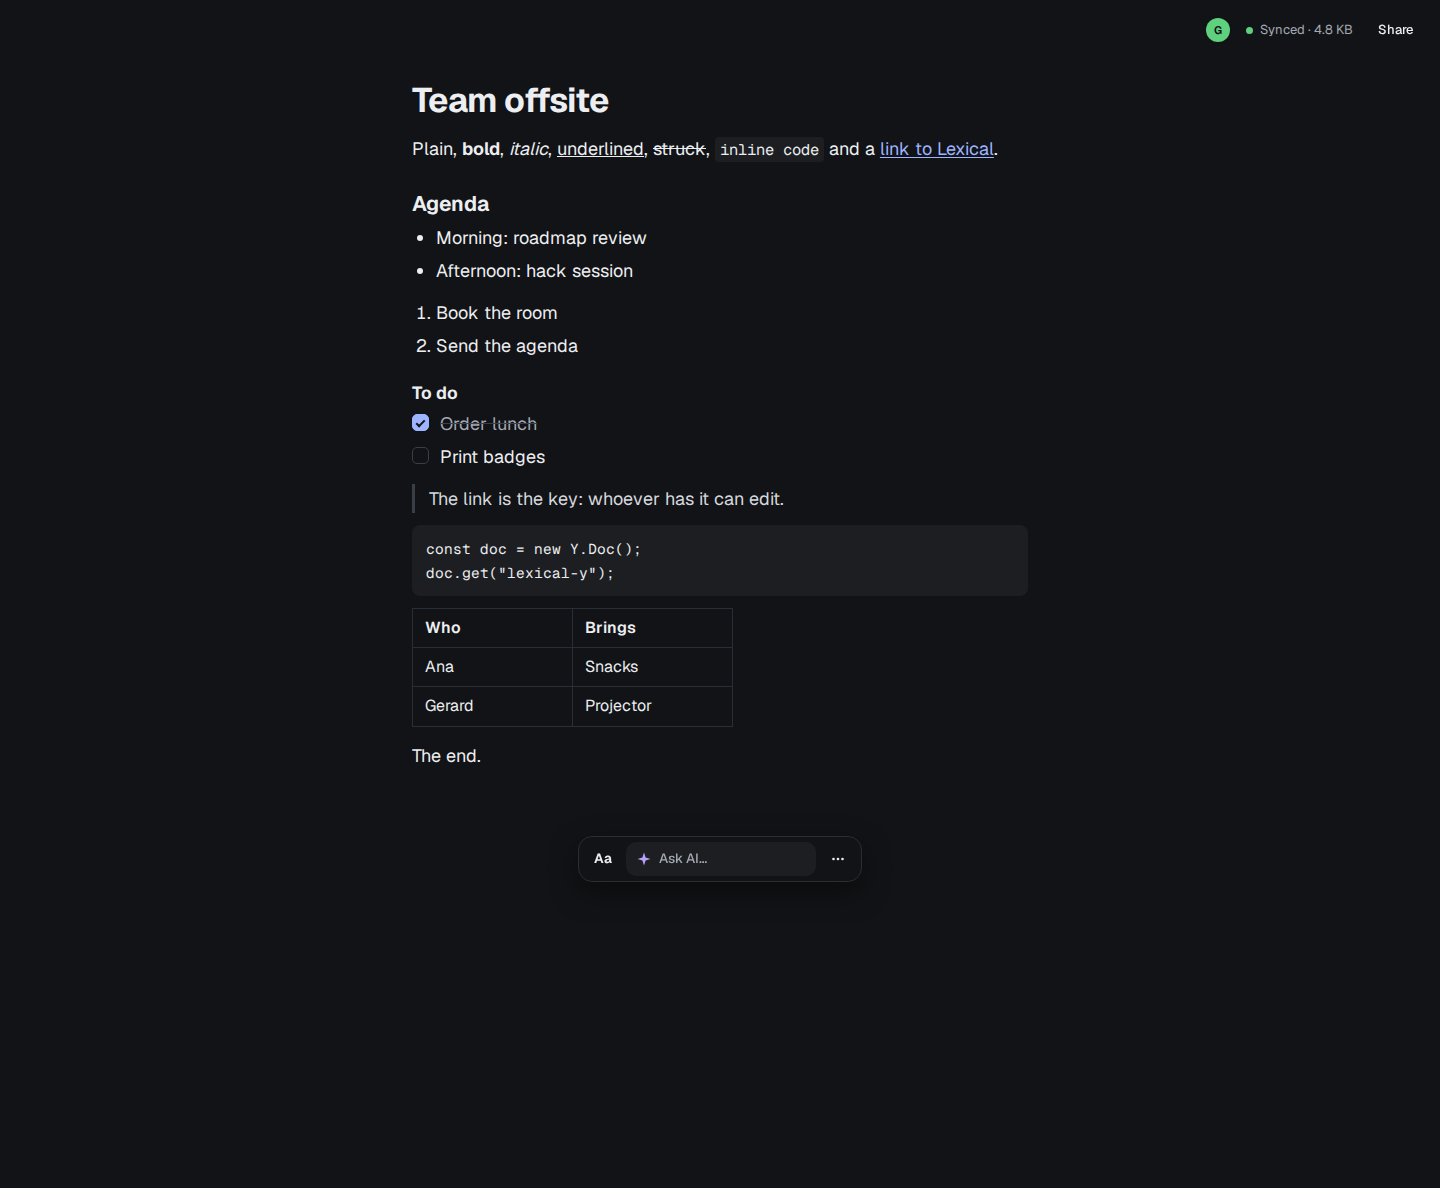 G
Synced · 4.8 KB
Share
Team offsite
Plain, bold, italic, underlined, struck, inline code and a link to Lexical.
Agenda
• Morning: roadmap review
• Afternoon: hack session
1. Book the room
2. Send the agenda
To do
Order lunch
Print badges
The link is the key: whoever has it can edit.
const doc = new Y.Doc();
doc.get("lexical-y");
Who Brings
Ana Snacks
Gerard Projector
The end.
Aa
Ask AI...